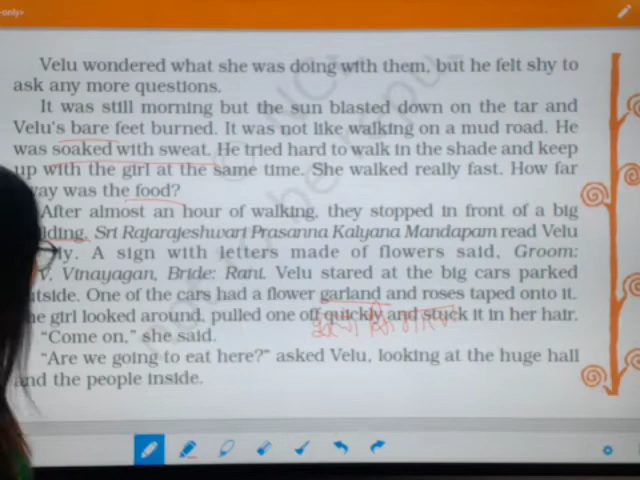 only>
Velu wondered what she was doing with them, but he felt shy to
ask any more questions.
It was still morning but the sun blasted down on the tar and
Velu's bare feet burned. It was not like walking on a mud road. He
was soaked with sweat. He tried hard to walk in the shade and keep
up with the girl at the same time. She walked really fast. How far
way was the food?
After almost an hour of walking, they stopped in front of a big
lding. Sri Rajarajeshwari Prasanna Kalyana Mandapam read Velu
ly. A sign with letters made of flowers said, Groom:
V. Vinayagan, Bride: Rani. Velu stared at the big cars parked
tside. One of the cars had a flower garland and roses taped onto it.
e girl looked around, pulled one off quickly and stuck it in her hair.
"Come on," she said.
"Are we going to eat here?" asked Velu, looking at the huge hall
and the people inside.